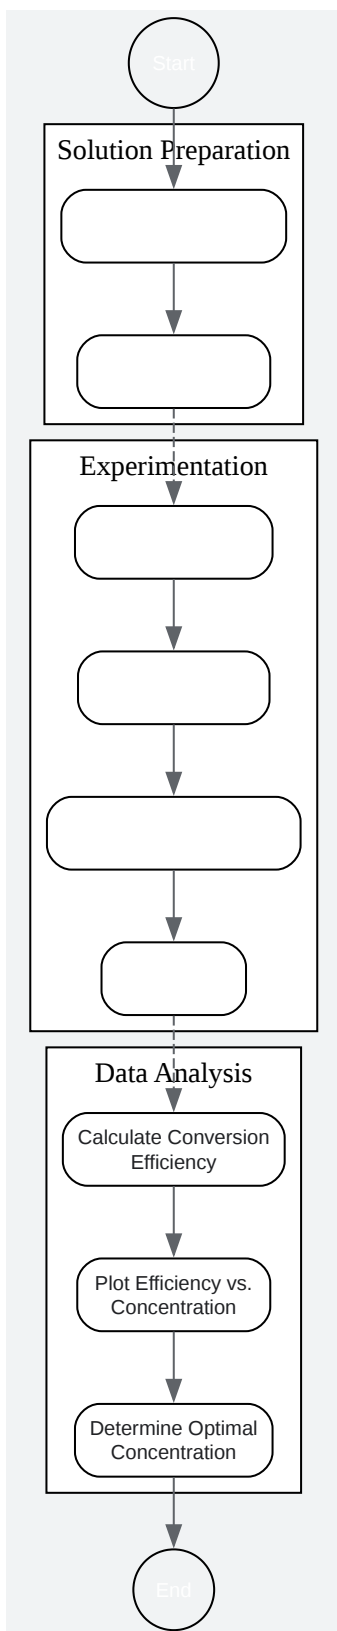 Start
Solution Preparation
Experimentation
Data Analysis
Calculate Conversion
Efficiency
Plot Efficiency vs.
Concentration
Determine Optimal
Concentration
End